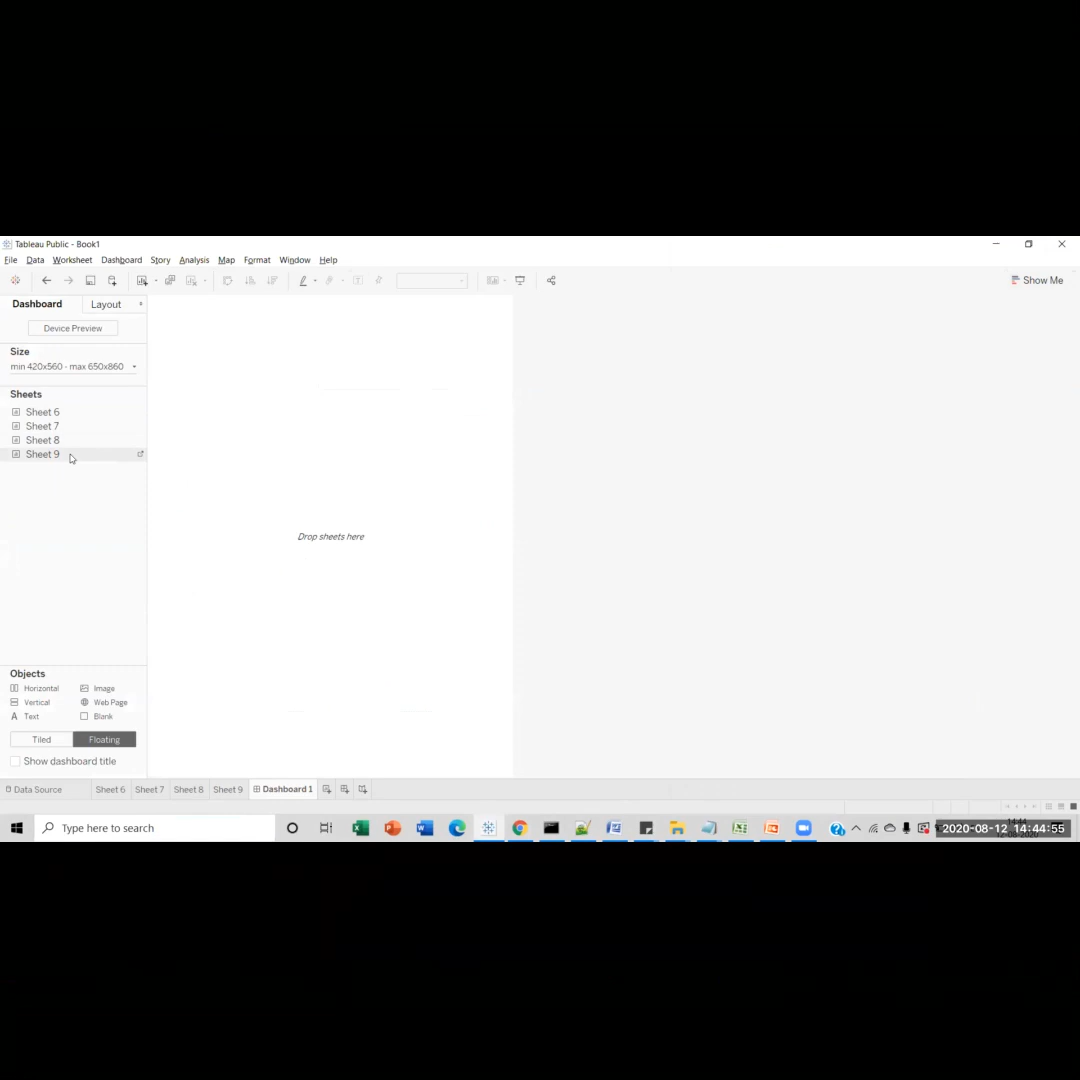 Tableau Public - Book1
File Data Worksheet Dashboard Story Analysis Map Format Window Help
Show Me
Dashboard Layout
Device Preview
Size
min 420x560 - max 650x860
Sheets
Sheet 6
Sheet 7
Sheet 8
Sheet 9
Drop sheets here
Objects
Horizontal Image
Vertical Web Page
A Text Blank
Tiled Floating
Show dashboard title
Data Source Sheet 6 Sheet 7 Sheet 8 Sheet 9 Dashboard 1
Type here to search
2020-08-12 14:44:55